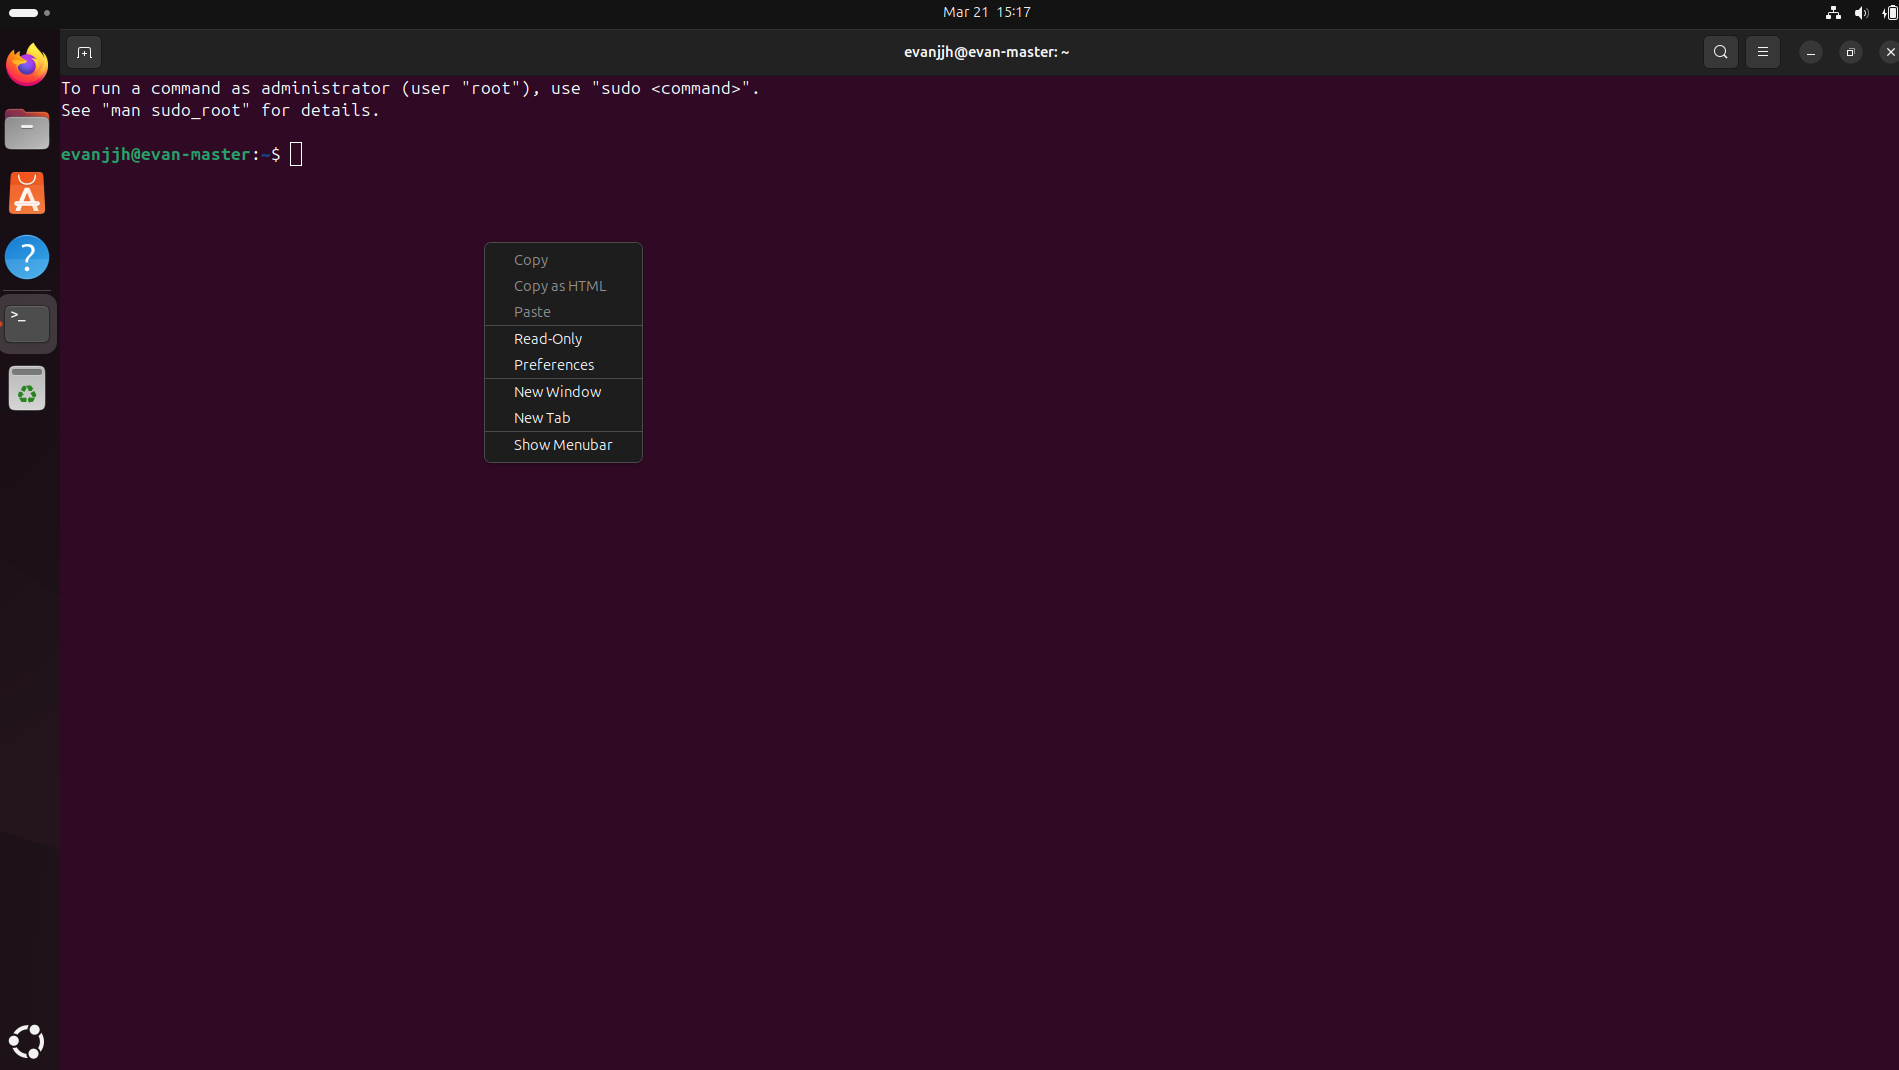 Mar 21 15:17
evanjjh@evan-master: ~
To run a command as administrator (user "root"), use "sudo <command>".
See "man sudo_root" for details.
evanjjh@evan-master:~$
Copy
Copy as HTML
Paste
Read-Only
Preferences
New Window
New Tab
Show Menubar